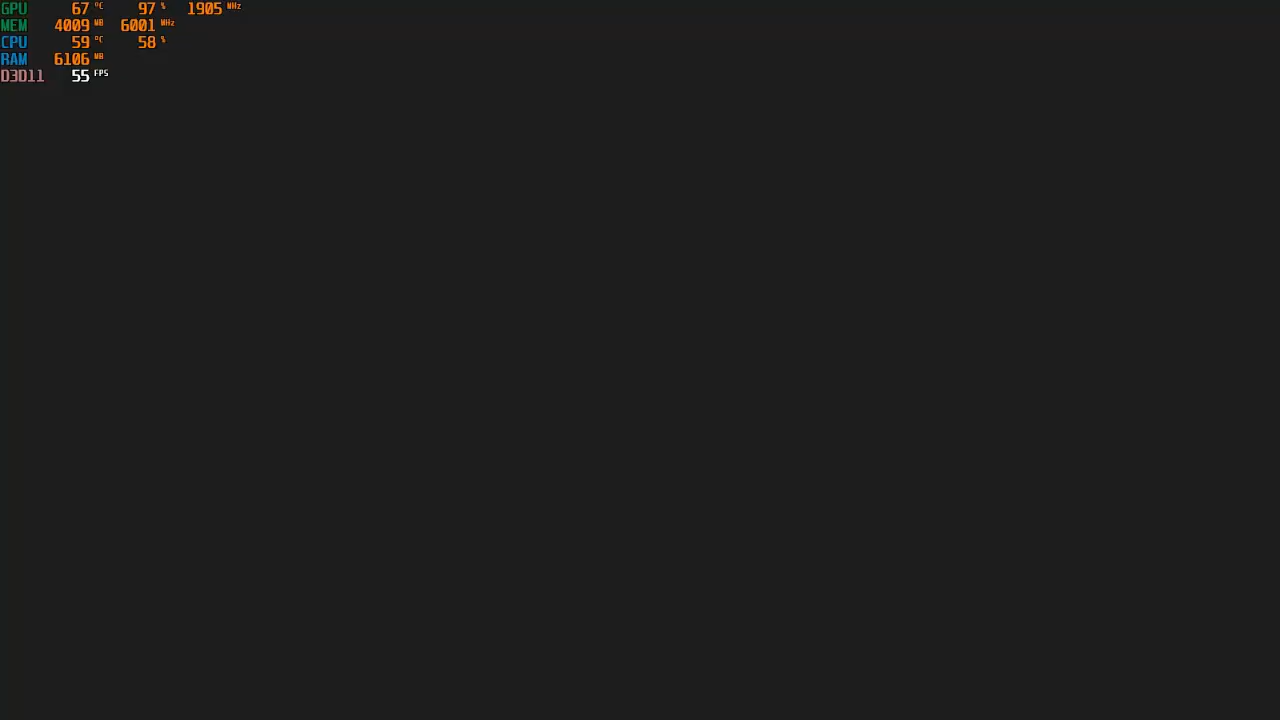 GPU 67 °C 97 % 1905 MHz
MEM 4009 MB 6001 MHz
CPU 59 °C 58 %
RAM 6106 MB
D3D11 55 FPS